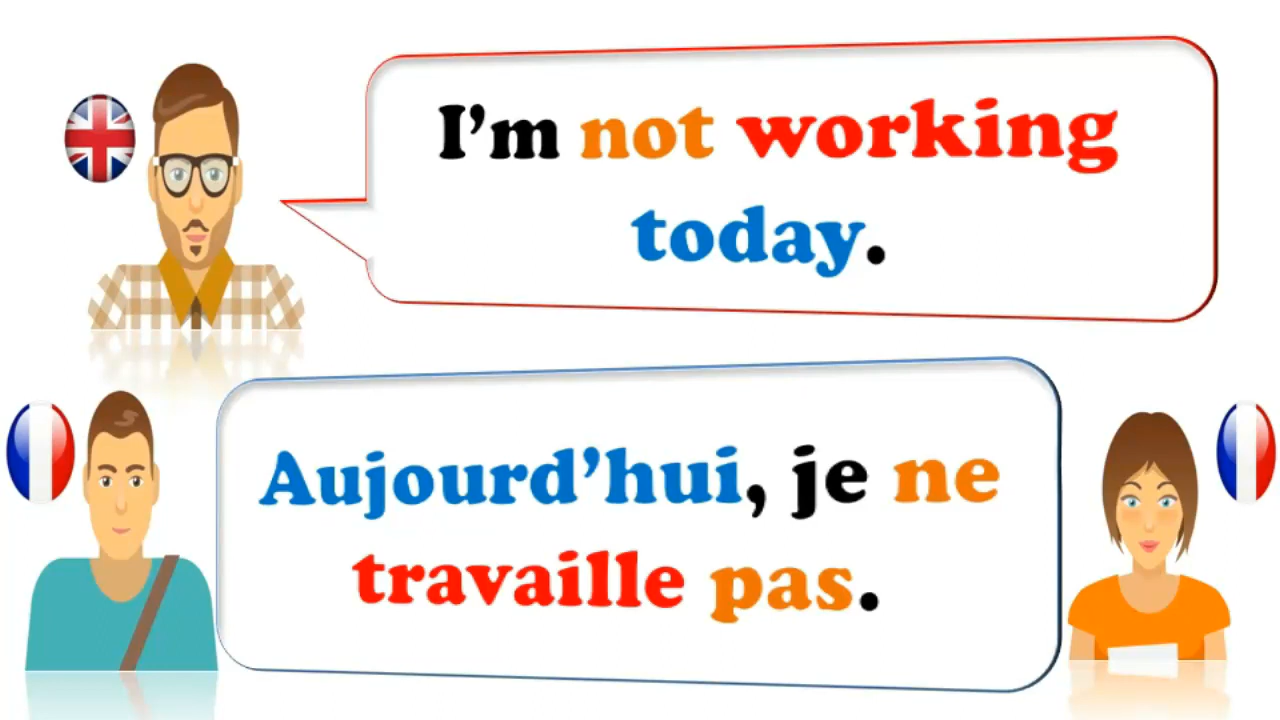 I’m not working
today.
Aujourd’hui, je ne
travaille pas.